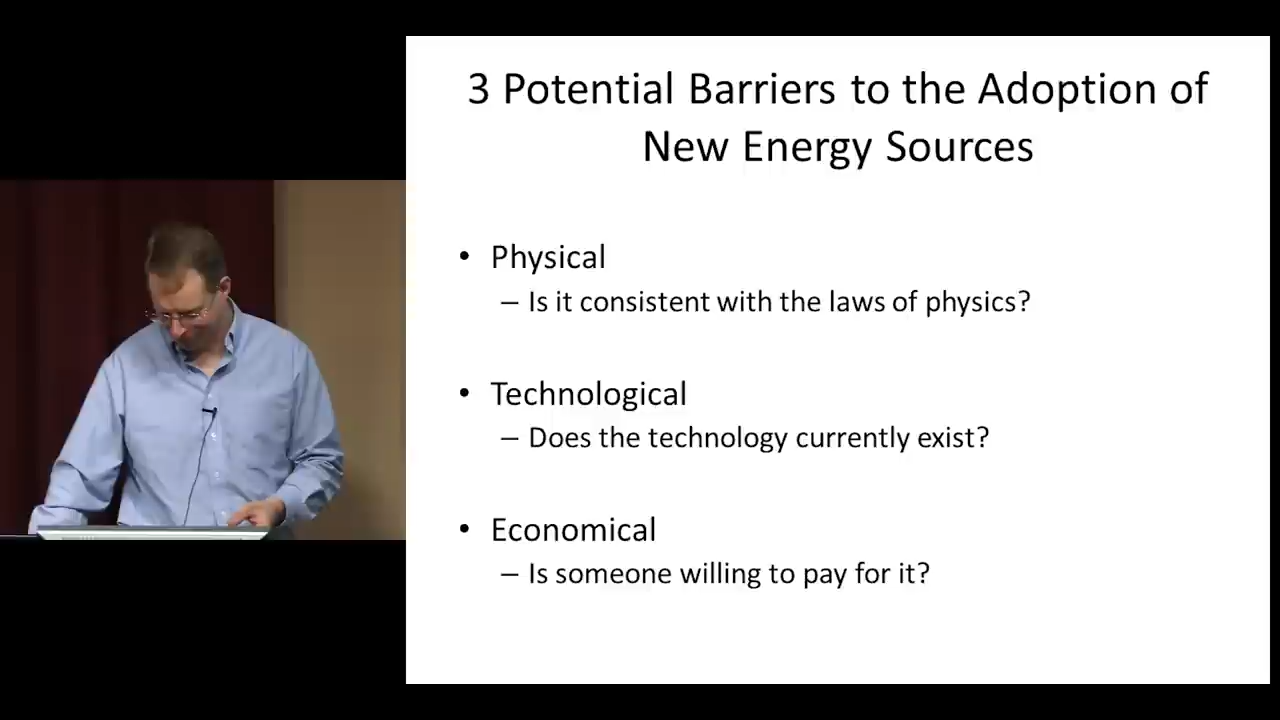 3 Potential Barriers to the Adoption of
New Energy Sources
• Physical
– Is it consistent with the laws of physics?
• Technological
– Does the technology currently exist?
• Economical
– Is someone willing to pay for it?